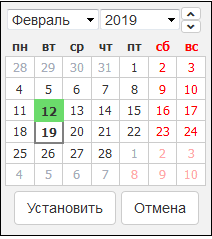 Февраль 2019
пн вт ср чт пт сб вс
28 29 30 31 1 2 3
4 5 6 7 8 9 10
11 12 13 14 15 16 17
18 19 20 21 22 23 24
25 26 27 28 1 2 3
4 5 6 7 8 9 10
Установить Отмена